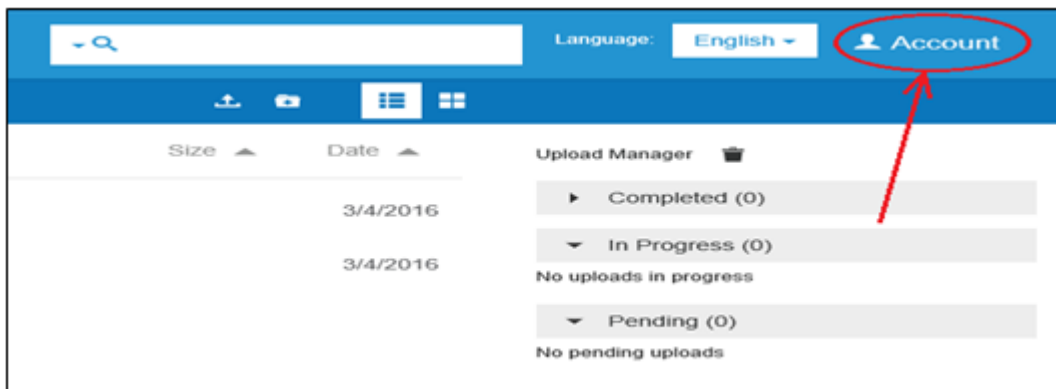 Language: English Account
Size Date
Upload Manager
Completed (0)
3/4/2016
In Progress (0)
3/4/2016
No uploads in progress
Pending (0)
No pending uploads